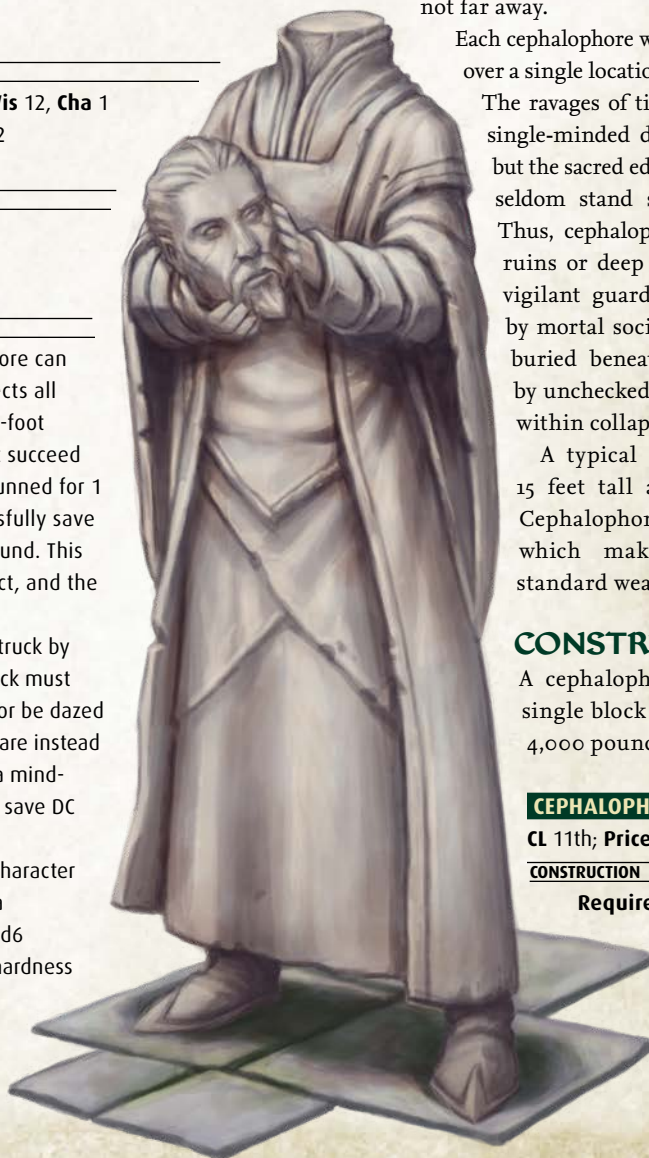 Wis 12, Cha 1
2
ore can
cts all
-foot
t succeed
unned for 1
sfully save
und. This
ct, and the
truck by
ck must
or be dazed
are instead
a mind-
save DC
haracter
d6
hardness
not far away.
Each cephalophore w
over a single locatio
The ravages of ti
single-minded d
but the sacred ed
seldom stand s
Thus, cephalop
ruins or deep
vigilant guard
by mortal soci
buried benea
by unchecked
within collap
A typical
15 feet tall a
Cephalophor
which mak
standard wea
CONSTR
A cephaloph
single block
4,000 pound
CEPHALOPH
CL 11th; Price
CONSTRUCTION
Require